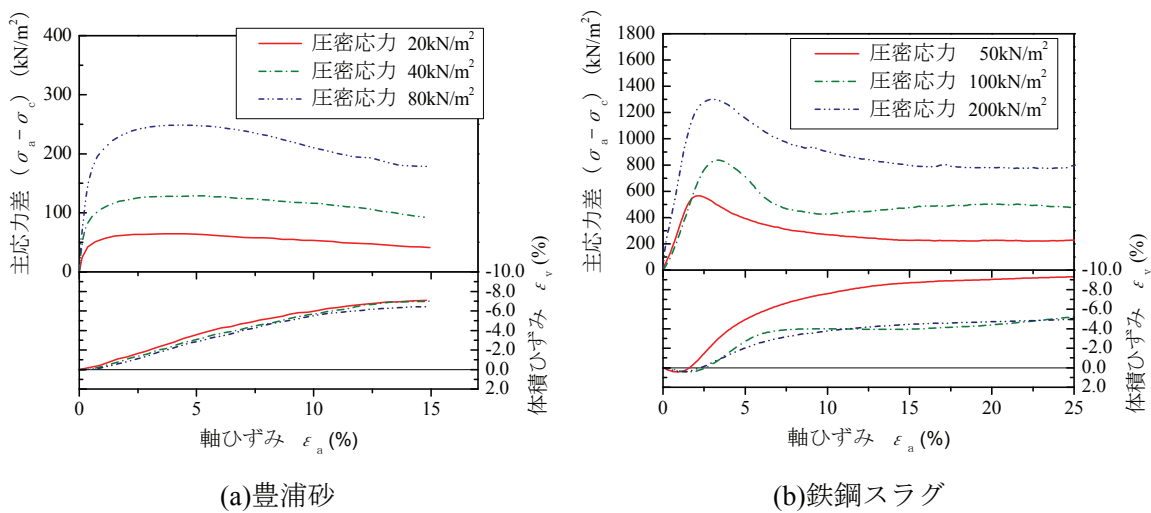 400
300
200
100
0
主応力差 (σa－σc) (kN/m²)
圧密応力 20kN/m²
圧密応力 40kN/m²
圧密応力 80kN/m²
-10.0
-8.0
-6.0
-4.0
-2.0
0.0
2.0
体積ひずみ εv (%)
0 5 10 15
軸ひずみ εa (%)
(a)豊浦砂
1800
1600
1400
1200
1000
800
600
400
200
0
主応力差 (σa－σc) (kN/m²)
圧密応力 50kN/m²
圧密応力 100kN/m²
圧密応力 200kN/m²
-10.0
-8.0
-6.0
-4.0
-2.0
0.0
2.0
体積ひずみ εv (%)
0 5 10 15 20 25
軸ひずみ εa (%)
(b)鉄鋼スラグ